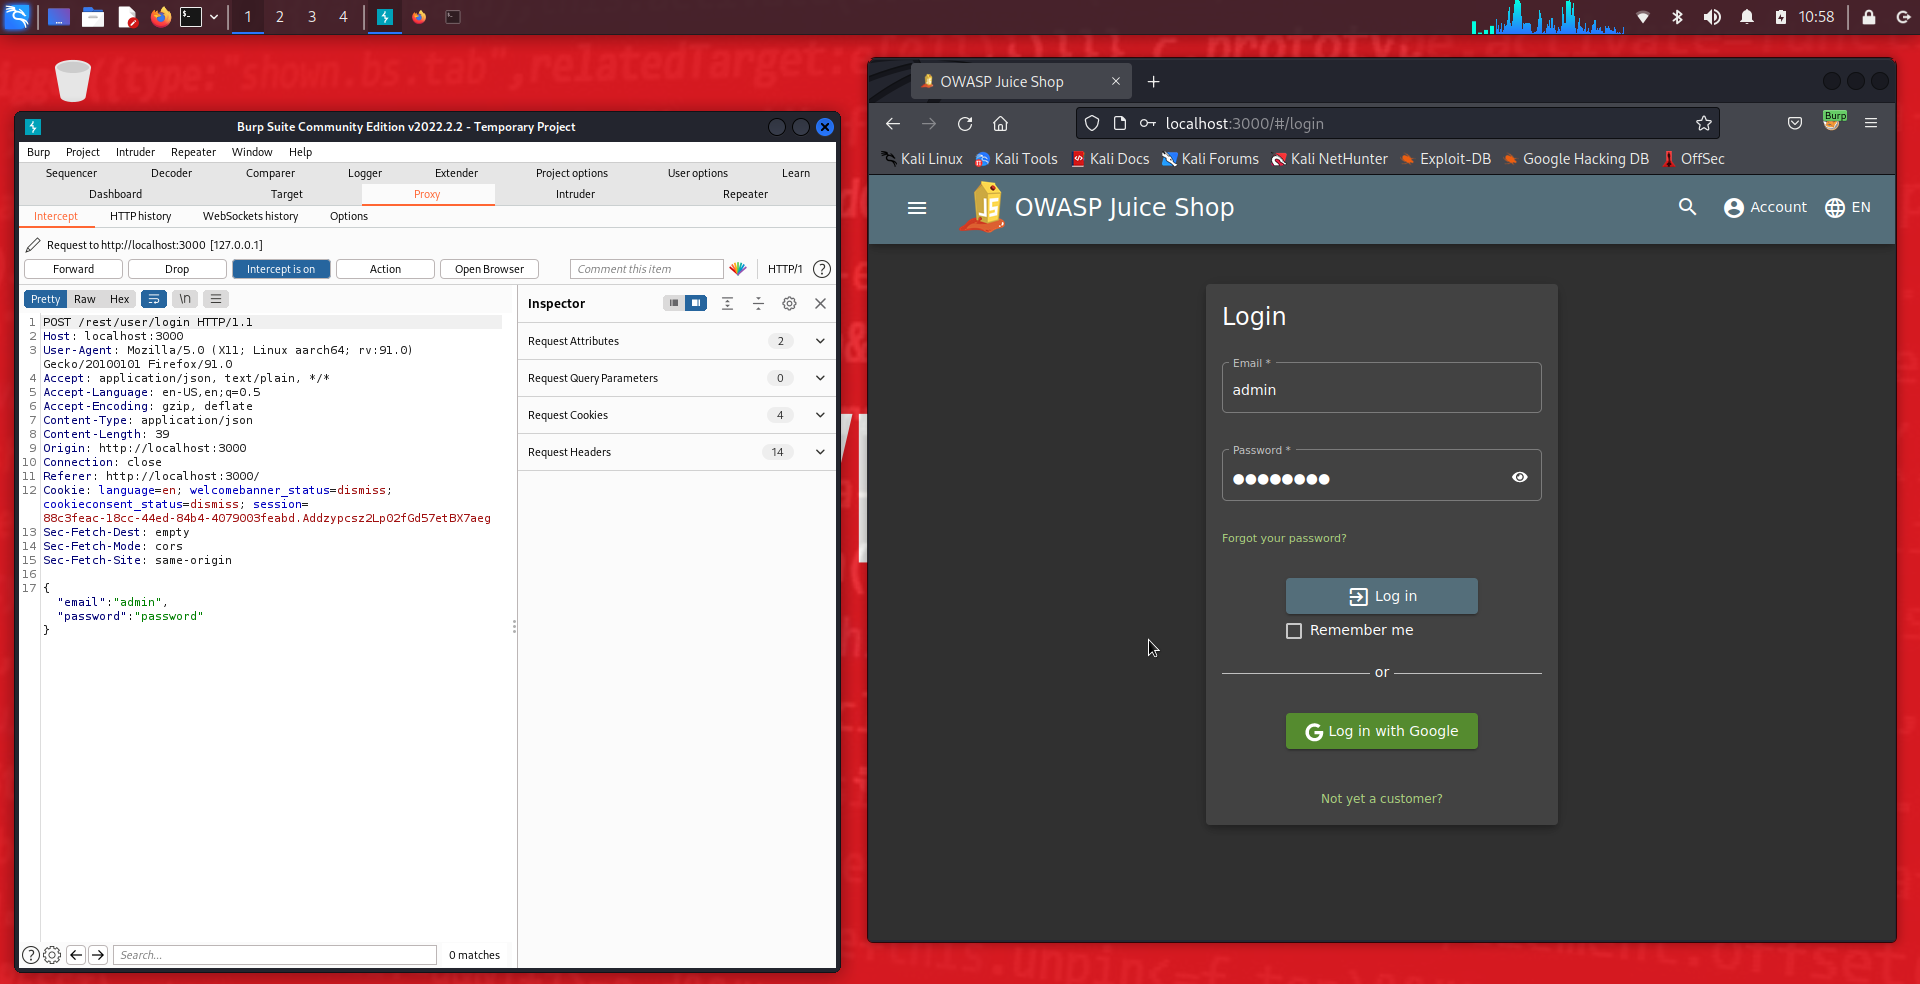 1 2 3 4
10:58
Burp Suite Community Edition v2022.2.2 - Temporary Project
Burp Project Intruder Repeater Window Help
Sequencer Decoder Comparer Logger Extender Project options User options Learn
Dashboard Target Proxy Intruder Repeater
Intercept HTTP history WebSockets history Options
Request to http://localhost:3000 [127.0.0.1]
Forward Drop Intercept is on Action Open Browser Comment this item HTTP/1 ?
Pretty Raw Hex \n
1 POST /rest/user/login HTTP/1.1
2 Host: localhost:3000
3 User-Agent: Mozilla/5.0 (X11; Linux aarch64; rv:91.0)
Gecko/20100101 Firefox/91.0
4 Accept: application/json, text/plain, */*
5 Accept-Language: en-US,en;q=0.5
6 Accept-Encoding: gzip, deflate
7 Content-Type: application/json
8 Content-Length: 39
9 Origin: http://localhost:3000
10 Connection: close
11 Referer: http://localhost:3000/
12 Cookie: language=en; welcomebanner_status=dismiss;
cookieconsent_status=dismiss; session=
88c3feac-18cc-44ed-84b4-4079003feabd.Addzypcsz2Lp02fGd57etBX7aeg
13 Sec-Fetch-Dest: empty
14 Sec-Fetch-Mode: cors
15 Sec-Fetch-Site: same-origin
16
17 {
"email":"admin",
"password":"password"
}
Inspector
Request Attributes 2
Request Query Parameters 0
Request Cookies 4
Request Headers 14
? Search... 0 matches
OWASP Juice Shop
localhost:3000/#/login
Burp
Kali Linux Kali Tools Kali Docs Kali Forums Kali NetHunter Exploit-DB Google Hacking DB OffSec
JS OWASP Juice Shop Account EN
Login
Email *
admin
Password *
Forgot your password?
Log in
Remember me
or
G Log in with Google
Not yet a customer?